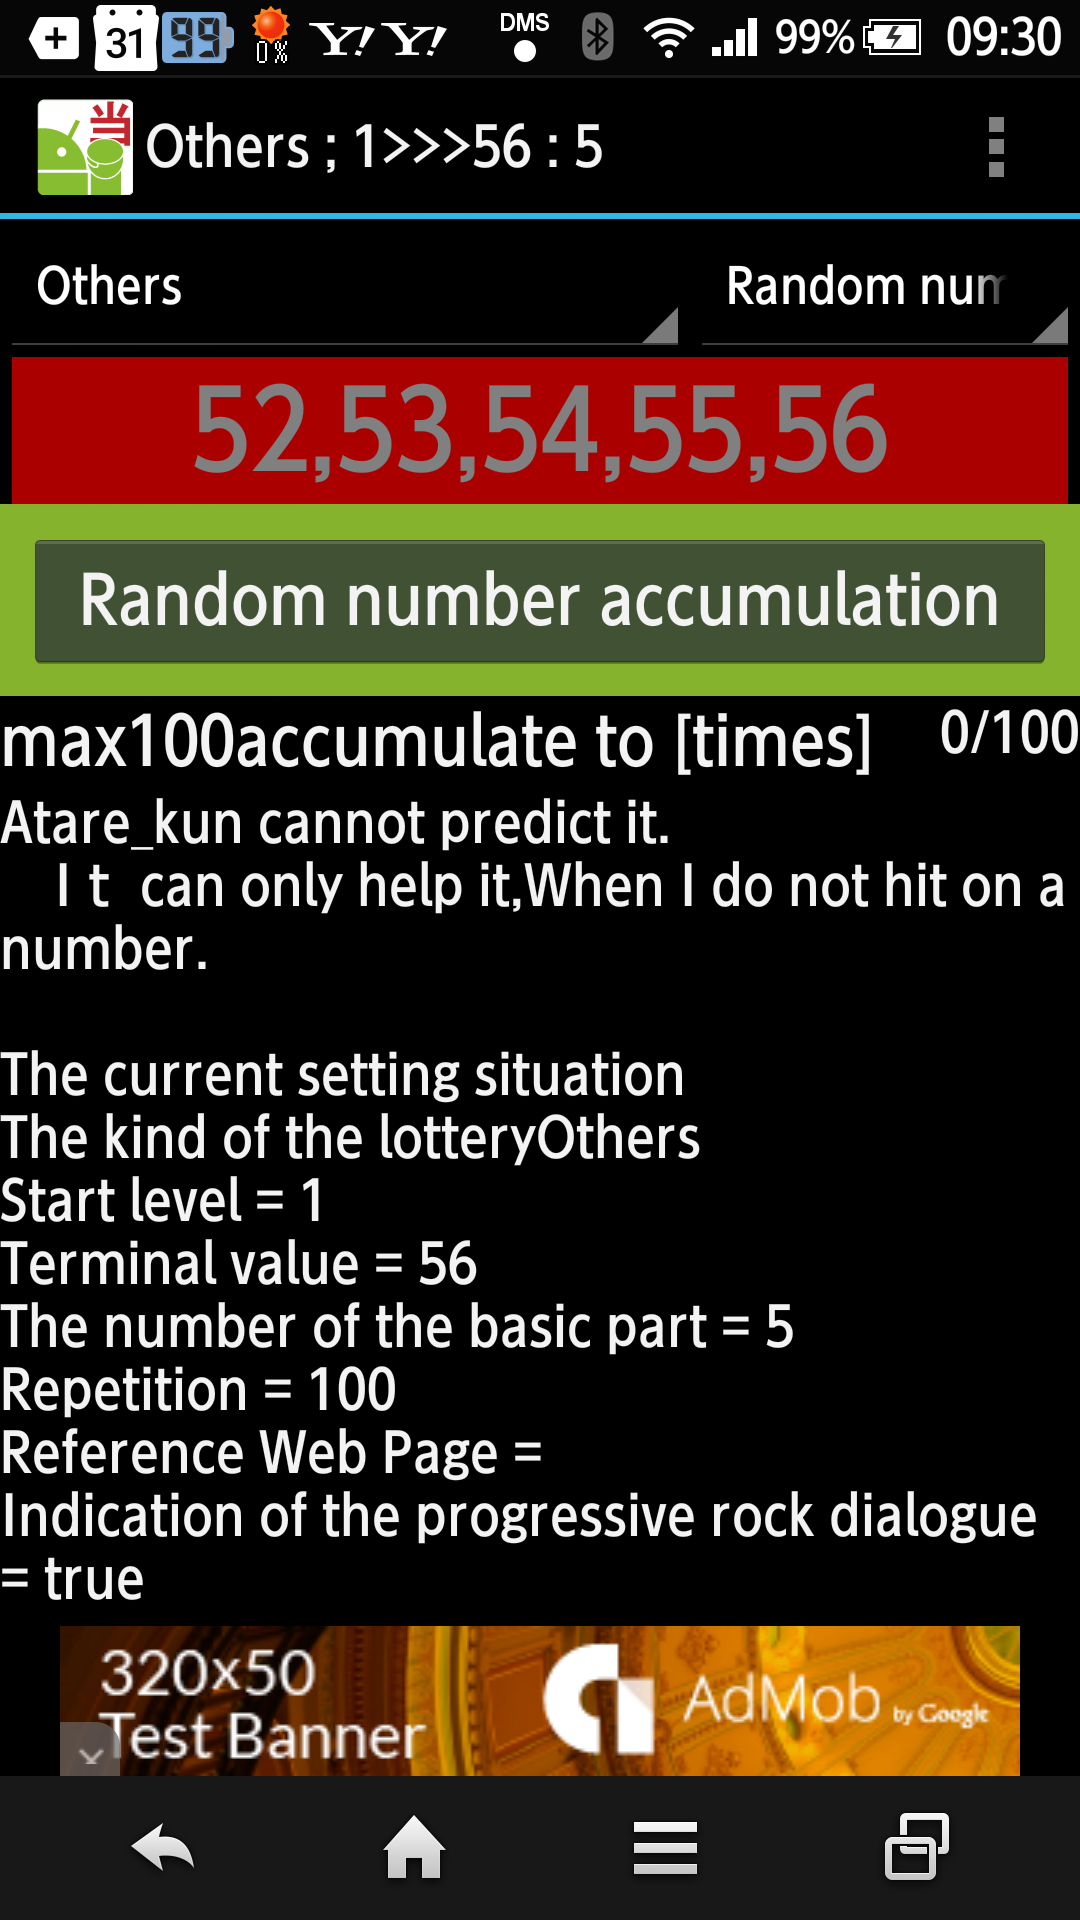 31
99
0%
Y! Y!
DMS
99%
09:30
当
Others ; 1>>>56 : 5
Others
Random num
52,53,54,55,56
Random number accumulation
max100accumulate to [times]
0/100
Atare_kun cannot predict it.
I t can only help it,When I do not hit on a
number.
The current setting situation
The kind of the lotteryOthers
Start level = 1
Terminal value = 56
The number of the basic part = 5
Repetition = 100
Reference Web Page =
Indication of the progressive rock dialogue
= true
320x50
Test Banner
AdMob by Google